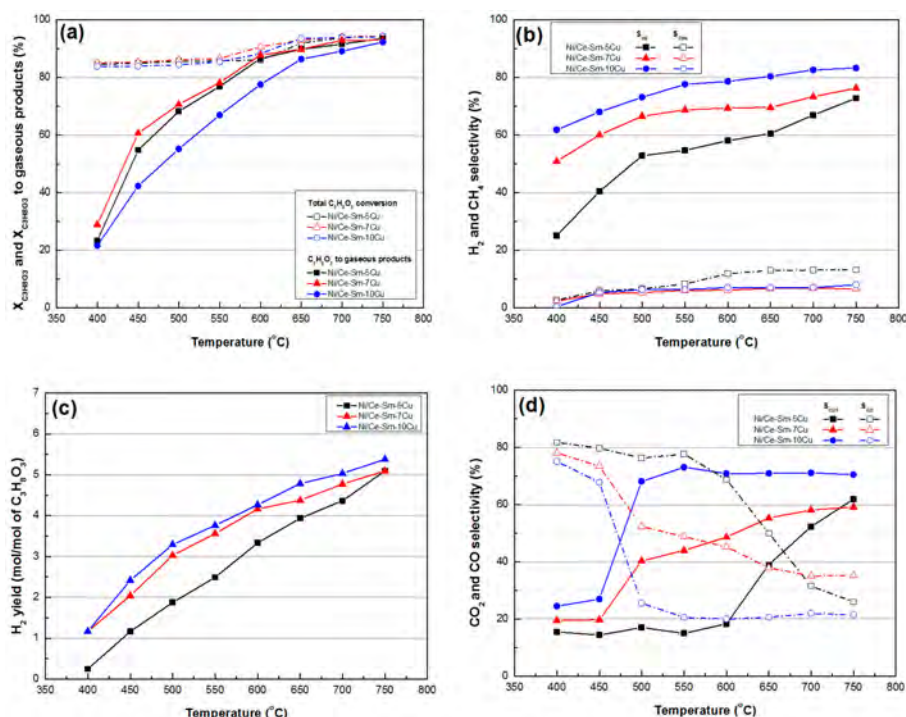 (a)
X C3H8O3 and X C3H8O3 to gaseous products (%)
100
80
60
40
20
0
Total C3H8O3 conversion
Ni/Ce-Sm-5Cu
Ni/Ce-Sm-7Cu
Ni/Ce-Sm-10Cu
C3H8O3 to gaseous products
Ni/Ce-Sm-5Cu
Ni/Ce-Sm-7Cu
Ni/Ce-Sm-10Cu
350 400 450 500 550 600 650 700 750 800
Temperature (°C)
(b)
H2 and CH4 selectivity (%)
100
80
60
40
20
0
S H2 S CH4
Ni/Ce-Sm-5Cu
Ni/Ce-Sm-7Cu
Ni/Ce-Sm-10Cu
350 400 450 500 550 600 650 700 750 800
Temperature (°C)
(c)
H2 yield (mol/mol of C3H8O3)
7
6
5
4
3
2
1
0
Ni/Ce-Sm-5Cu
Ni/Ce-Sm-7Cu
Ni/Ce-Sm-10Cu
350 400 450 500 550 600 650 700 750 800
Temperature (°C)
(d)
CO2 and CO selectivity (%)
100
80
60
40
20
0
S CO2 S CO
Ni/Ce-Sm-5Cu
Ni/Ce-Sm-7Cu
Ni/Ce-Sm-10Cu
350 400 450 500 550 600 650 700 750 800
Temperature (°C)